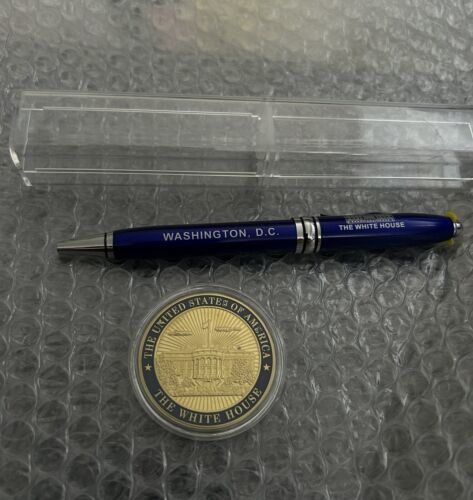 WASHINGTON, D.C.
THE WHITE HOUSE
THE UNITED STATES OF AMERICA
THE WHITE HOUSE